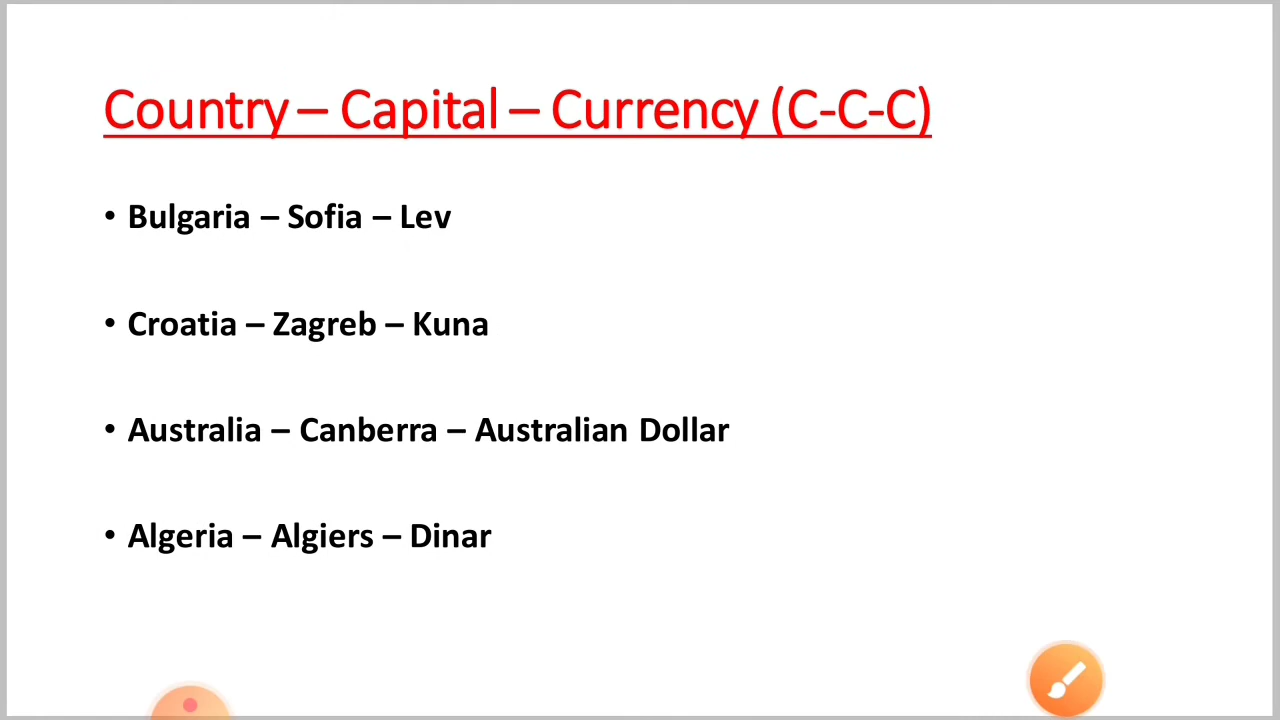 Country – Capital – Currency (C-C-C)
• Bulgaria – Sofia – Lev
• Croatia – Zagreb – Kuna
• Australia – Canberra – Australian Dollar
• Algeria – Algiers – Dinar